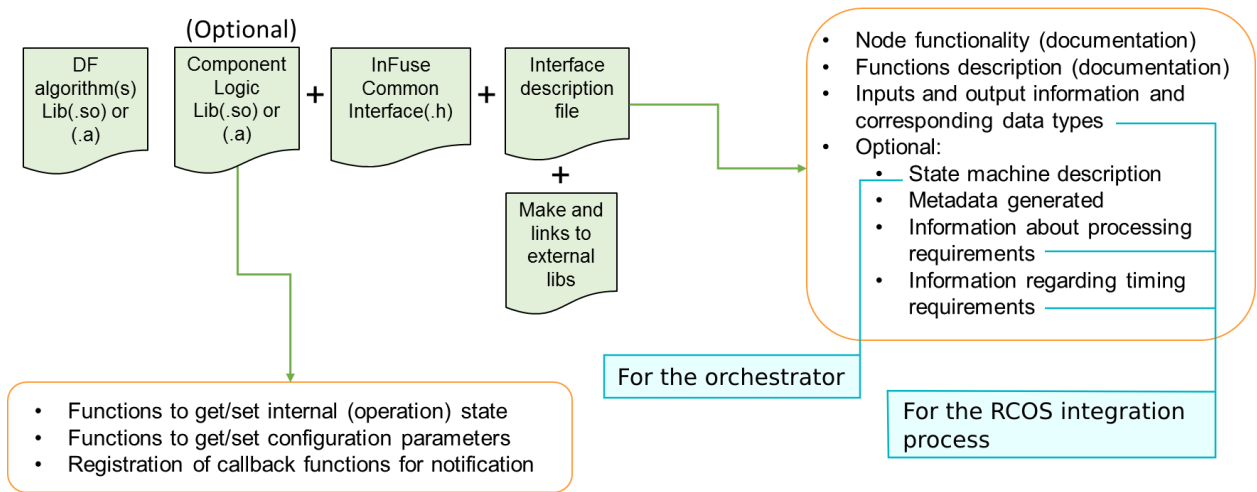 (Optional)
DF
algorithm(s)
Lib(.so) or
(.a)
Component
Logic
Lib(.so) or
(.a)
+
InFuse
Common
Interface(.h)
+
Interface
description
file
+
Make and
links to
external
libs
• Node functionality (documentation)
• Functions description (documentation)
• Inputs and output information and
corresponding data types
• Optional:
• State machine description
• Metadata generated
• Information about processing
requirements
• Information regarding timing
requirements
For the orchestrator
For the RCOS integration
process
• Functions to get/set internal (operation) state
• Functions to get/set configuration parameters
• Registration of callback functions for notification